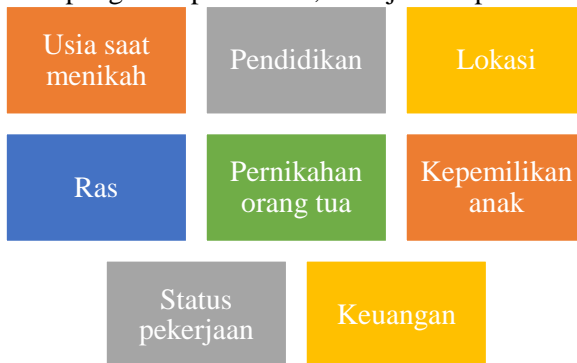 Usia saat
menikah
Pendidikan
Lokasi
Ras
Pernikahan
orang tua
Kepemilikan
anak
Status
pekerjaan
Keuangan